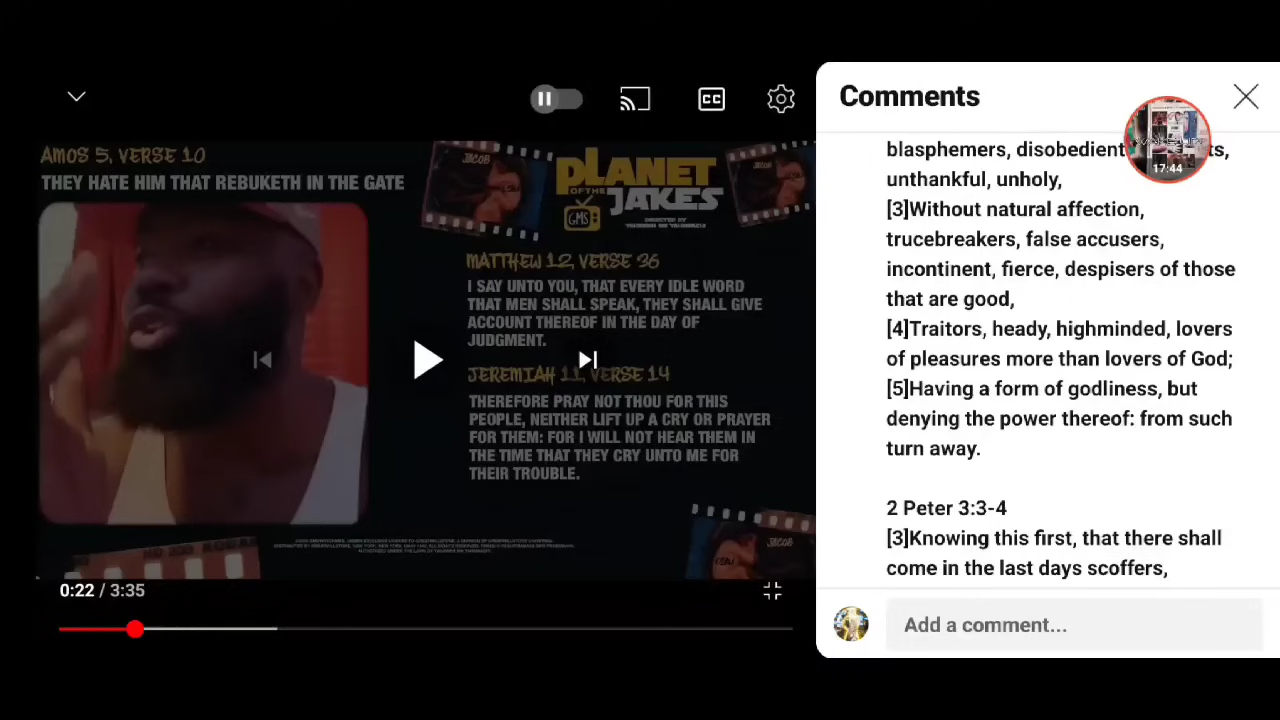 AMOS 5, VERSE 10
THEY HATE HIM THAT REBUKETH IN THE GATE
JACOB
PLANET
OF THE
JAKES
GMS
DIRECTED BY
JACOB
MATTHEW 12, VERSE 36
I SAY UNTO YOU, THAT EVERY IDLE WORD
THAT MEN SHALL SPEAK, THEY SHALL GIVE
ACCOUNT THEREOF IN THE DAY OF
JUDGMENT.
JEREMIAH 11, VERSE 14
THEREFORE PRAY NOT THOU FOR THIS
PEOPLE, NEITHER LIFT UP A CRY OR PRAYER
FOR THEM: FOR I WILL NOT HEAR THEM IN
THE TIME THAT THEY CRY UNTO ME FOR
THEIR TROUBLE.
JACOB
0:22 / 3:35
CC
Comments
17:44
blasphemers, disobedient
unthankful, unholy,
[3]Without natural affection,
trucebreakers, false accusers,
incontinent, fierce, despisers of those
that are good,
[4]Traitors, heady, highminded, lovers
of pleasures more than lovers of God;
[5]Having a form of godliness, but
denying the power thereof: from such
turn away.
2 Peter 3:3-4
[3]Knowing this first, that there shall
come in the last days scoffers,
Add a comment...